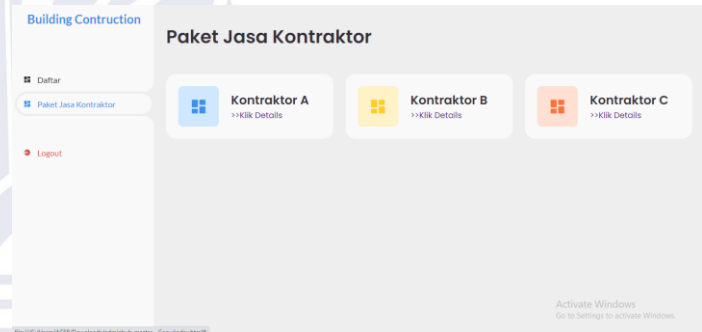 Building Contruction
Paket Jasa Kontraktor
Daftar
Paket Jasa Kontraktor
Logout
Kontraktor A
>>Klik Details
Kontraktor B
>>Klik Details
Kontraktor C
>>Klik Details
Activate Windows
Go to Settings to activate Windows.